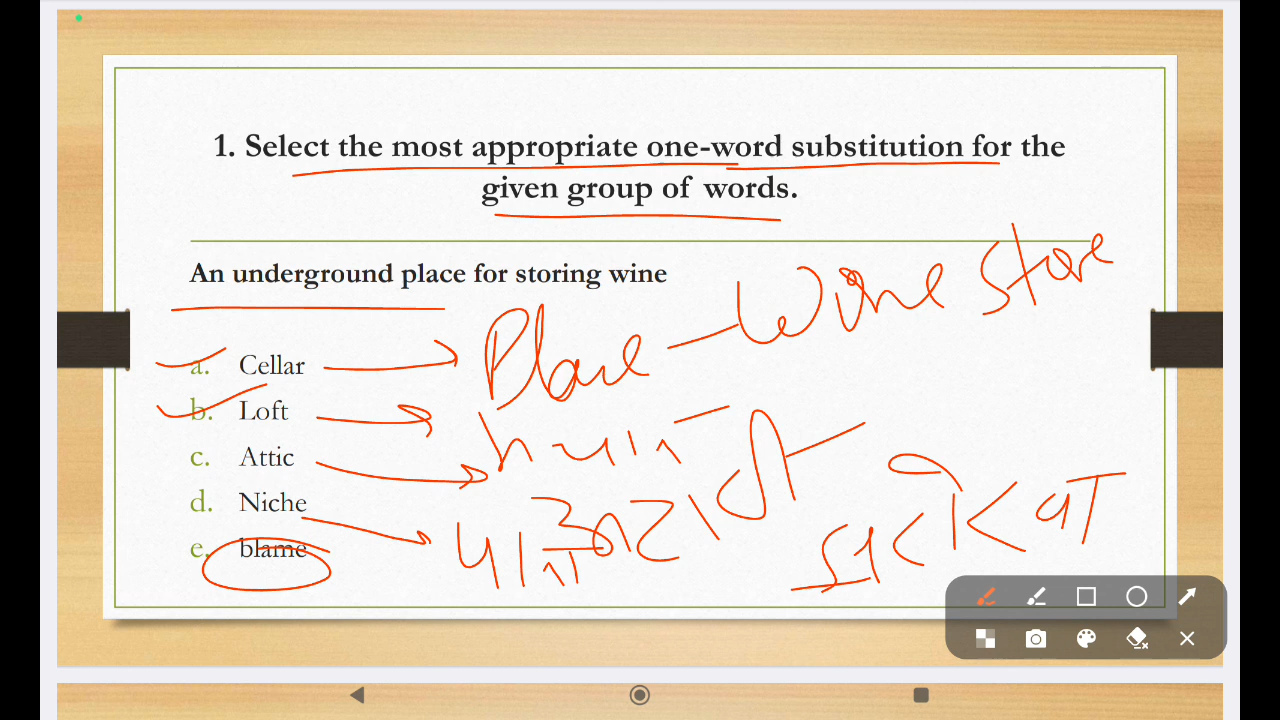 1. Select the most appropriate one-word substitution for the
given group of words.
An underground place for storing wine
a. Cellar
Place - Wine Store
b. Loft
c. Attic
d. Niche
e. blame